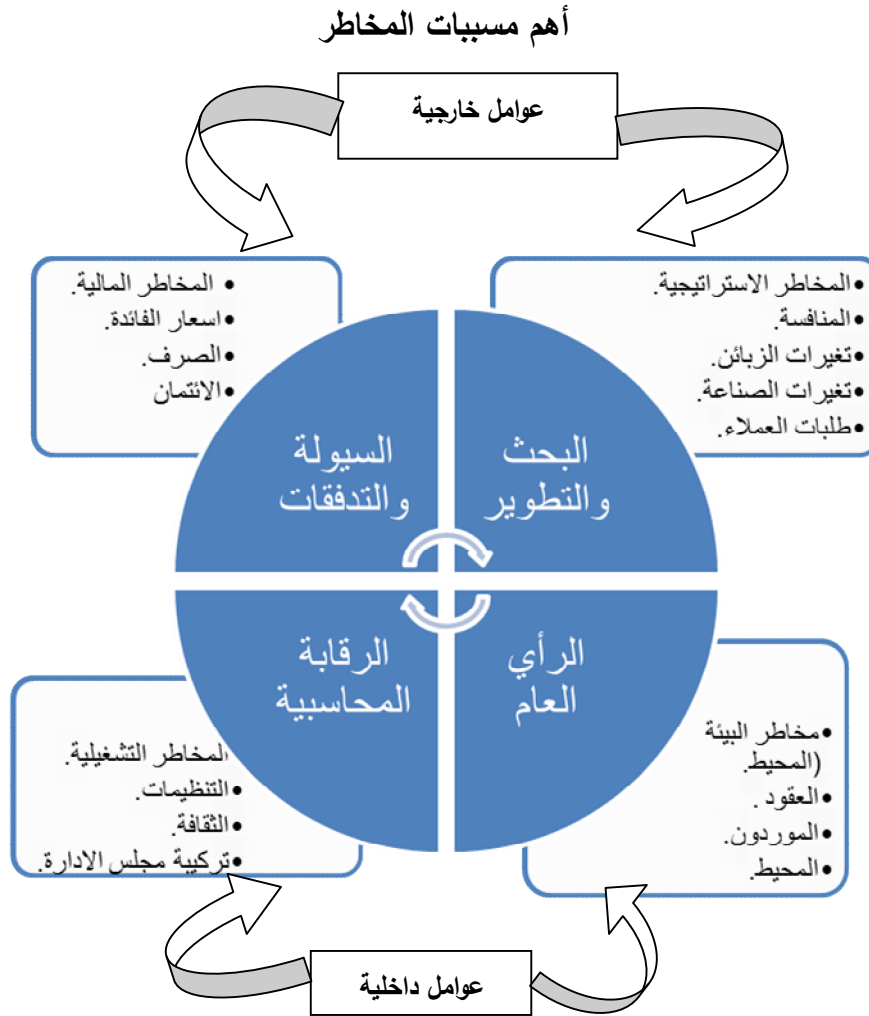 أهم مسببات المخاطر
عوامل خارجية
المخاطر الاستراتيجية.
المنافسة.
تغيرات الزبائن.
تغيرات الصناعة.
طلبات العملاء.
المخاطر المالية.
اسعار الفائدة.
الصرف.
الائتمان
البحث
والتطوير
السيولة
والتدفقات
الرأي
العام
الرقابة
المحاسبية
مخاطر البيئة
(المحيط.
العقود .
الموردون.
المحيط.
المخاطر التشغيلية.
التنظيمات.
الثقافة.
تركيبة مجلس الادارة.
عوامل داخلية